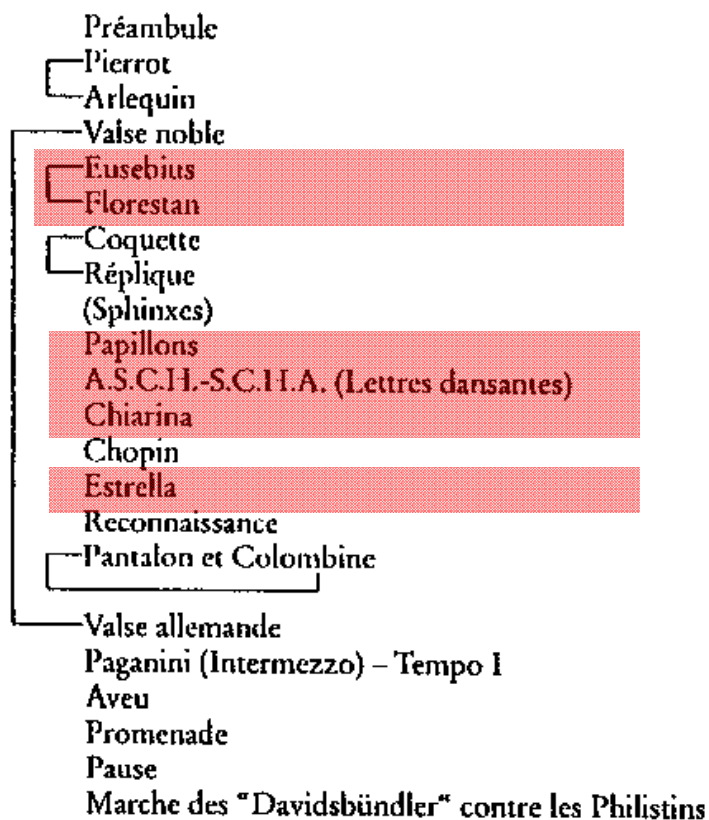 Préambule
Pierrot
Arlequin
Valse noble
Eusebius
Florestan
Coquette
Réplique
(Sphinxes)
Papillons
A.S.C.H.-S.C.H.A. (Lettres dansantes)
Chiarina
Chopin
Estrella
Reconnaissance
Pantalon et Colombine
Valse allemande
Paganini (Intermezzo) – Tempo I
Aveu
Promenade
Pause
Marche des "Davidsbündler“ contre les Philistins